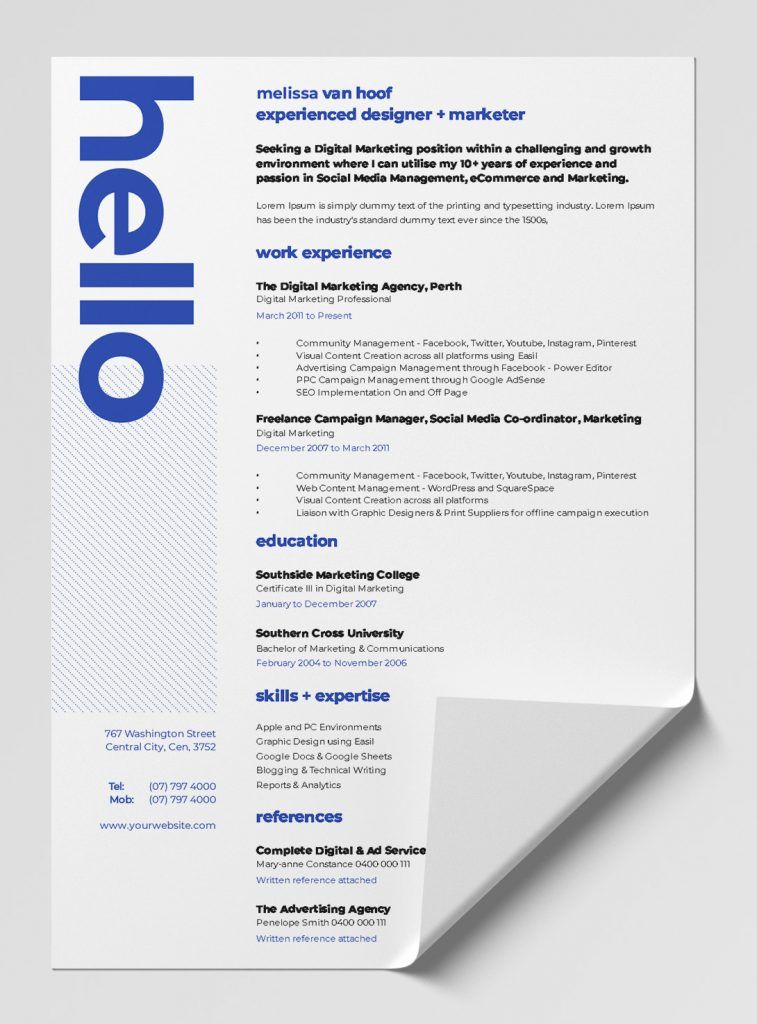 hello
melissa van hoof
experienced designer + marketer
Seeking a Digital Marketing position within a challenging and growth
environment where I can utilise my 10+ years of experience and
passion in Social Media Management, eCommerce and Marketing.
Lorem Ipsum is simply dummy text of the printing and typesetting industry. Lorem Ipsum
has been the industry's standard dummy text ever since the 1500s,
work experience
The Digital Marketing Agency, Perth
Digital Marketing Professional
March 2011 to Present
• Community Management - Facebook, Twitter, Youtube, Instagram, Pinterest
• Visual Content Creation across all platforms using Easil
• Advertising Campaign Management through Facebook - Power Editor
• PPC Campaign Management through Google AdSense
• SEO Implementation On and Off Page
Freelance Campaign Manager, Social Media Co-ordinator, Marketing
Digital Marketing
December 2007 to March 2011
• Community Management - Facebook, Twitter, Youtube, Instagram, Pinterest
• Web Content Management - WordPress and SquareSpace
• Visual Content Creation across all platforms
• Liaison with Graphic Designers & Print Suppliers for offline campaign execution
education
Southside Marketing College
Certificate III in Digital Marketing
January to December 2007
Southern Cross University
Bachelor of Marketing & Communications
February 2004 to November 2006
skills + expertise
Apple and PC Environments
Graphic Design using Easil
Google Docs & Google Sheets
Blogging & Technical Writing
Reports & Analytics
references
Complete Digital & Ad Service
Mary-anne Constance 0400 000 111
Written reference attached
The Advertising Agency
Penelope Smith 0400 000 111
Written reference attached
767 Washington Street
Central City, Cen, 3752
Tel: (07) 797 4000
Mob: (07) 797 4000
www.yourwebsite.com